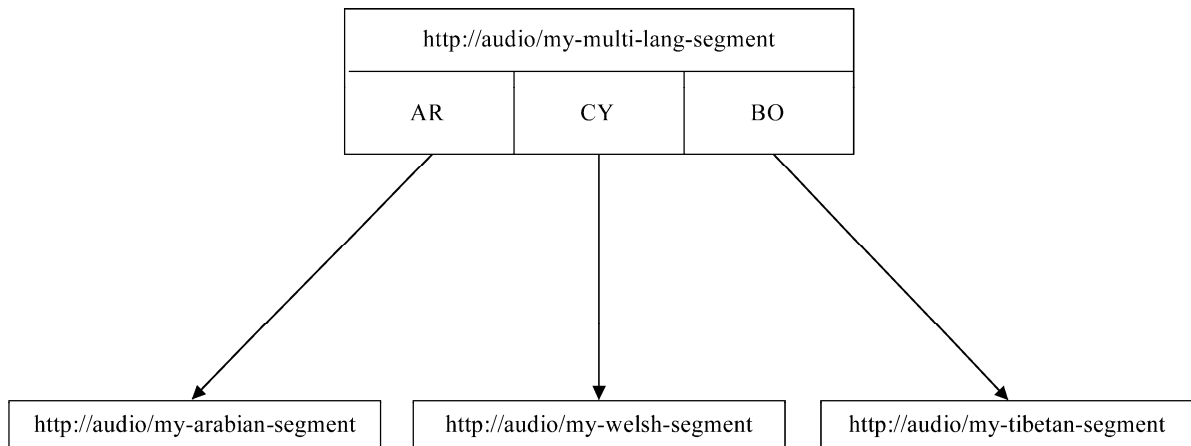 http://audio/my-multi-lang-segment
AR CY BO
http://audio/my-arabian-segment http://audio/my-welsh-segment http://audio/my-tibetan-segment